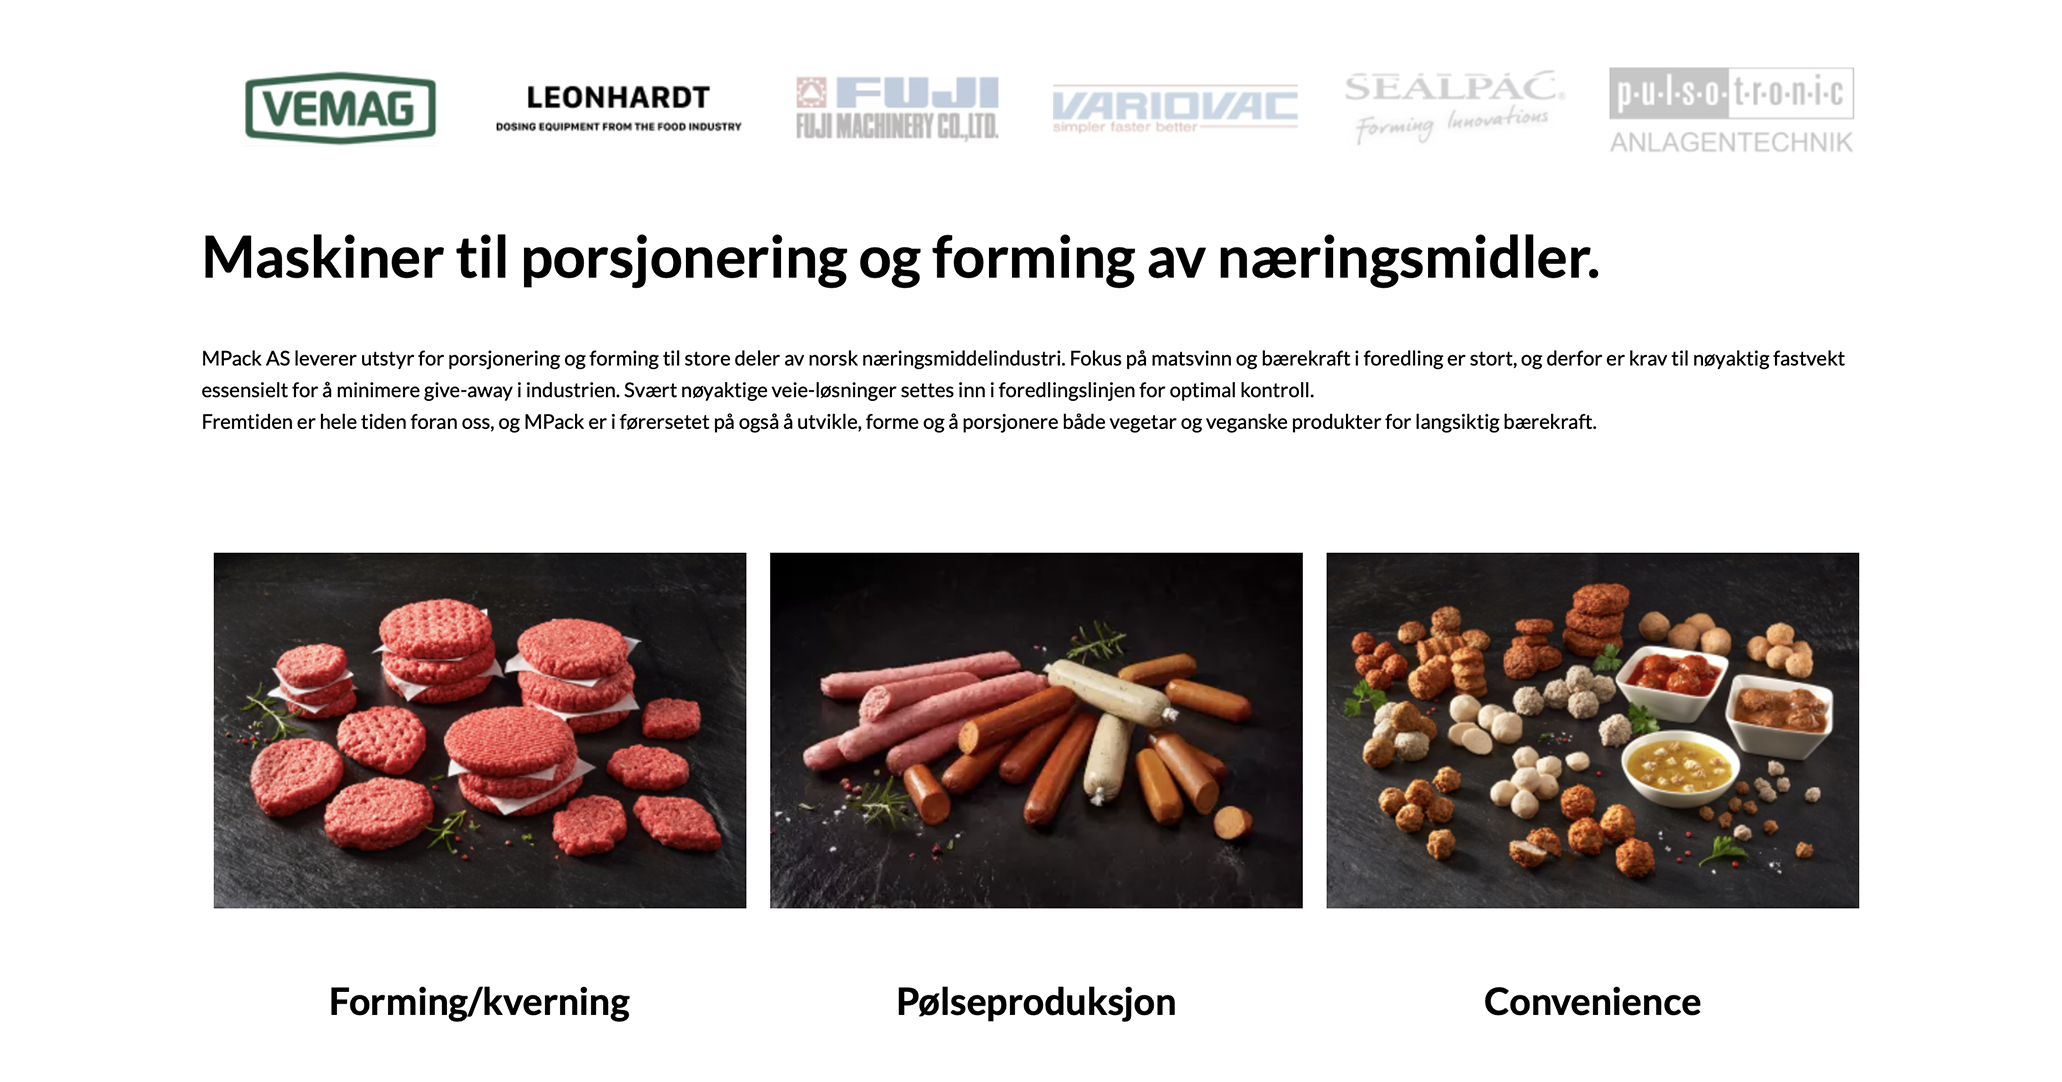 VEMAG
LEONHARDT
DOSING EQUIPMENT FROM THE FOOD INDUSTRY
FUJI
FUJI MACHINERY CO.,LTD.
VARIOVAC
simpler faster better
SEALPAC®
Forming Innovations
p·u·l·s·o·t·r·o·n·i·c
ANLAGENTECHNIK
Maskiner til porsjonering og forming av næringsmidler.
MPack AS leverer utstyr for porsjonering og forming til store deler av norsk næringsmiddelindustri. Fokus på matsvinn og bærekraft i foredling er stort, og derfor er krav til nøyaktig fastvekt
essensielt for å minimere give-away i industrien. Svært nøyaktige veie-løsninger settes inn i foredlingslinjen for optimal kontroll.
Fremtiden er hele tiden foran oss, og MPack er i førersetet på også å utvikle, forme og å porsjonere både vegetar og veganske produkter for langsiktig bærekraft.
Forming/kverning
Pølseproduksjon
Convenience